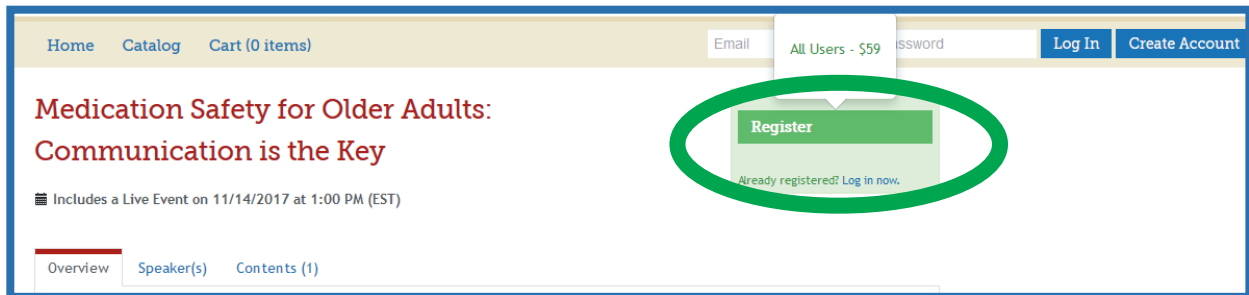 Home Catalog Cart (0 items)
Email
All Users - $59
Log In Create Account
Medication Safety for Older Adults:
Communication is the Key
Register
Already registered? Log in now.
Includes a Live Event on 11/14/2017 at 1:00 PM (EST)
Overview Speaker(s) Contents (1)